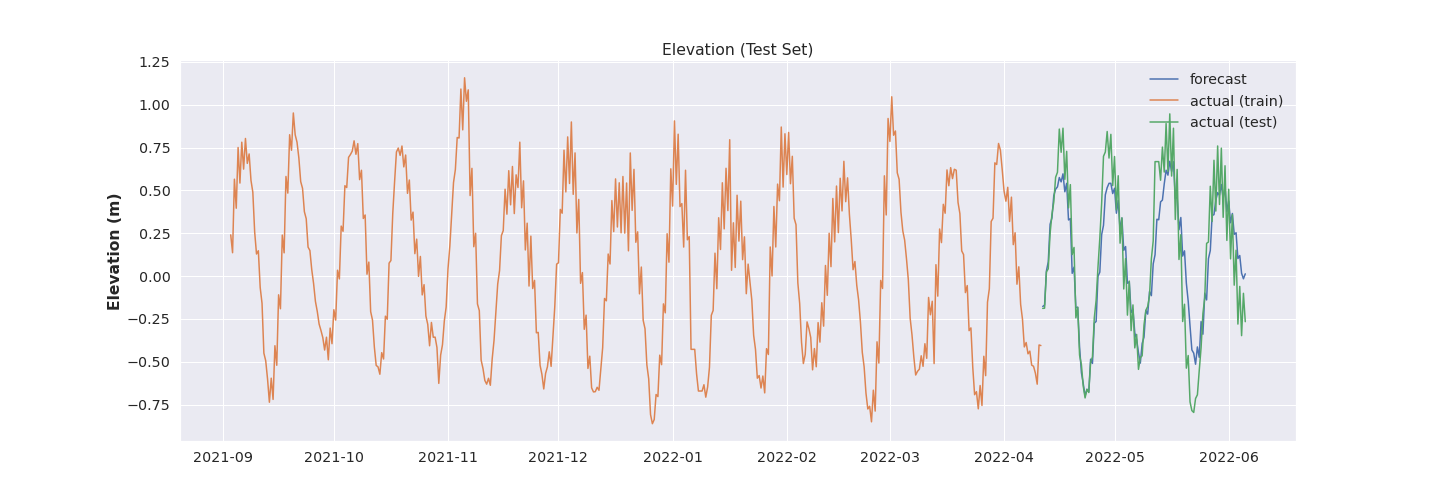 Elevation (Test Set)
1.25
1.00
0.75
0.50
0.25
0.00
−0.25
−0.50
−0.75
Elevation (m)
forecast
actual (train)
actual (test)
2021-09 2021-10 2021-11 2021-12 2022-01 2022-02 2022-03 2022-04 2022-05 2022-06